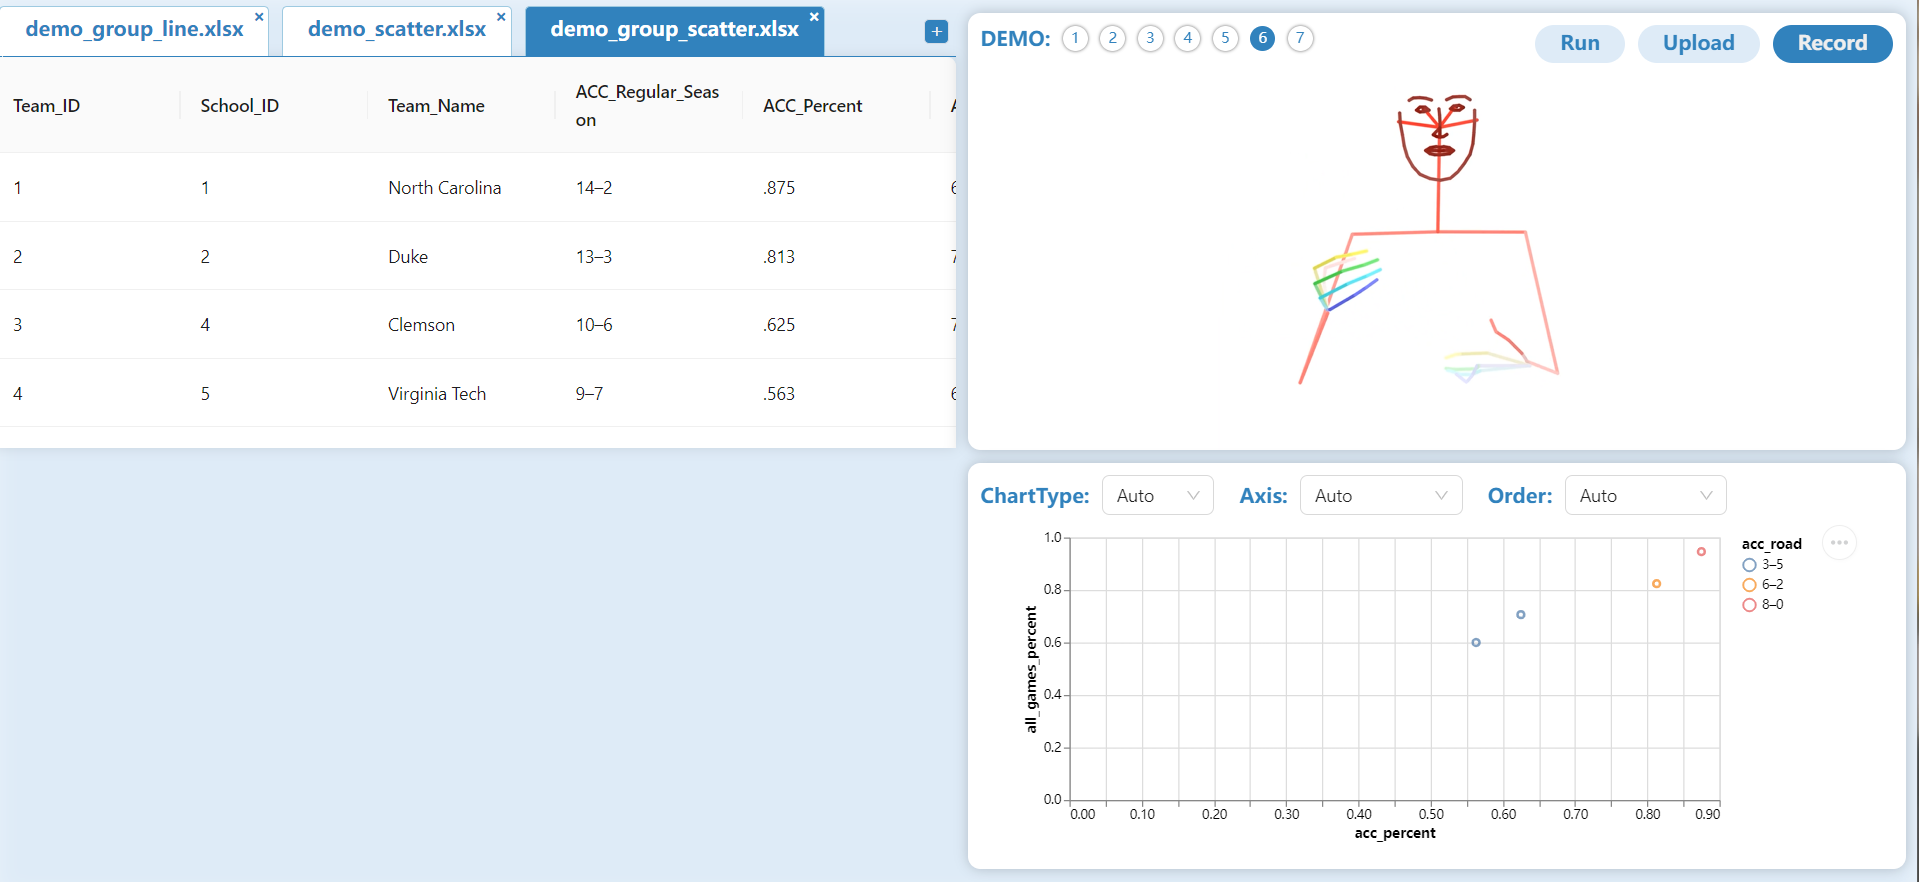 demo_group_line.xlsx ×
demo_scatter.xlsx ×
demo_group_scatter.xlsx ×
+
Team_ID School_ID Team_Name ACC_Regular_Seas
on ACC_Percent
1 1 North Carolina 14–2 .875
2 2 Duke 13–3 .813
3 4 Clemson 10–6 .625
4 5 Virginia Tech 9–7 .563
DEMO: 1 2 3 4 5 6 7
Run Upload Record
ChartType: Auto Axis: Auto Order: Auto
1.0
0.8
0.6
0.4
0.2
0.0
all_games_percent
0.00 0.10 0.20 0.30 0.40 0.50 0.60 0.70 0.80 0.90
acc_percent
acc_road
3–5
6–2
8–0